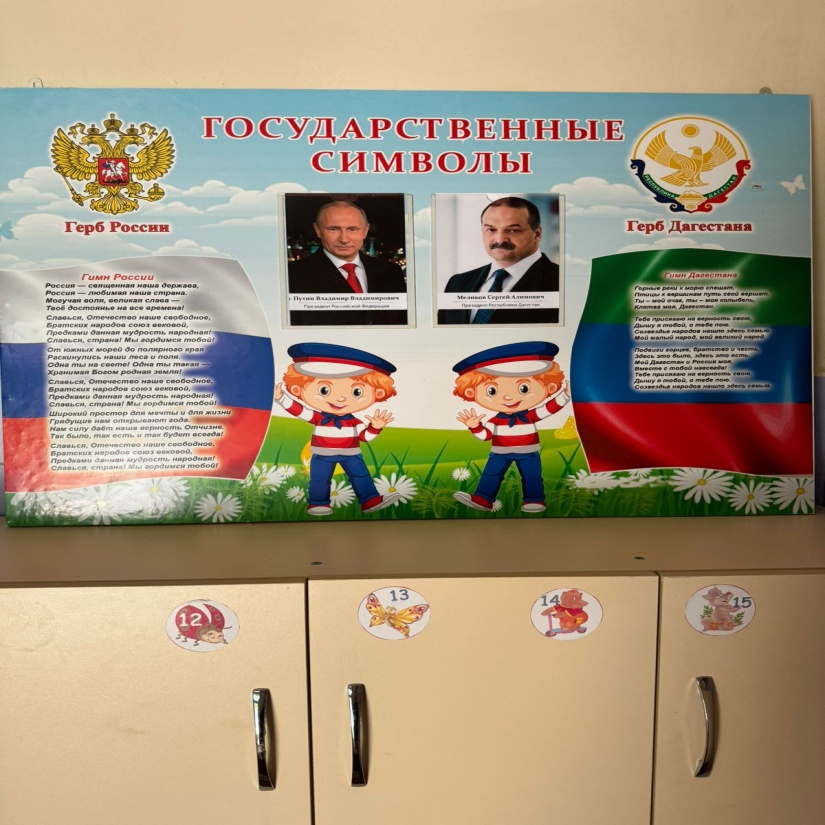 ГОСУДАРСТВЕННЫЕ
СИМВОЛЫ
Герб России
Герб Дагестана
РЕСПУБЛИКА ДАГЕСТАН
Путин Владимир Владимирович
Президент Российской Федерации
Меликов Сергей Алимович
Президент Республики Дагестан.
Гимн России
Россия — священная наша держава,
Россия — любимая наша страна.
Могучая воля, великая слава —
Твоё достоянье на все времена!
Славься, Отечество наше свободное,
Братских народов союз вековой,
Предками данная мудрость народная!
Славься, страна! Мы гордимся тобой!
От южных морей до полярного края
Раскинулись наши леса и поля.
Одна ты на свете! Одна ты такая —
Хранимая Богом родная земля!
Славься, Отечество наше свободное,
Братских народов союз вековой,
Предками данная мудрость народная!
Славься, страна! Мы гордимся тобой!
Широкий простор для мечты и для жизни
Грядущие нам открывают года.
Нам силу даёт наша верность Отчизне.
Так было, так есть и так будет всегда!
Славься, Отечество наше свободное,
Братских народов союз вековой,
Предками данная мудрость народная!
Славься, страна! Мы гордимся тобой!
Гимн Дагестана
Горные реки к морю спешат,
Птицы к вершинам путь свой вершат.
Ты – мой очаг, ты – моя колыбель,
Клятва моя, Дагестан.
Тебе присягаю на верность свою,
Дышу я тобой, о тебе пою.
Созвездье народов нашло здесь семью,
Мой малый народ, мой великий народ.
Подвиги горцев, братство и честь,
Здесь это было, здесь это есть.
Мой Дагестан и Россия моя,
Вместе с тобой навсегда!
Тебе присягаю на верность свою,
Дышу я тобой, о тебе пою.
Созвездье народов нашло здесь семью.
12
13
14
15